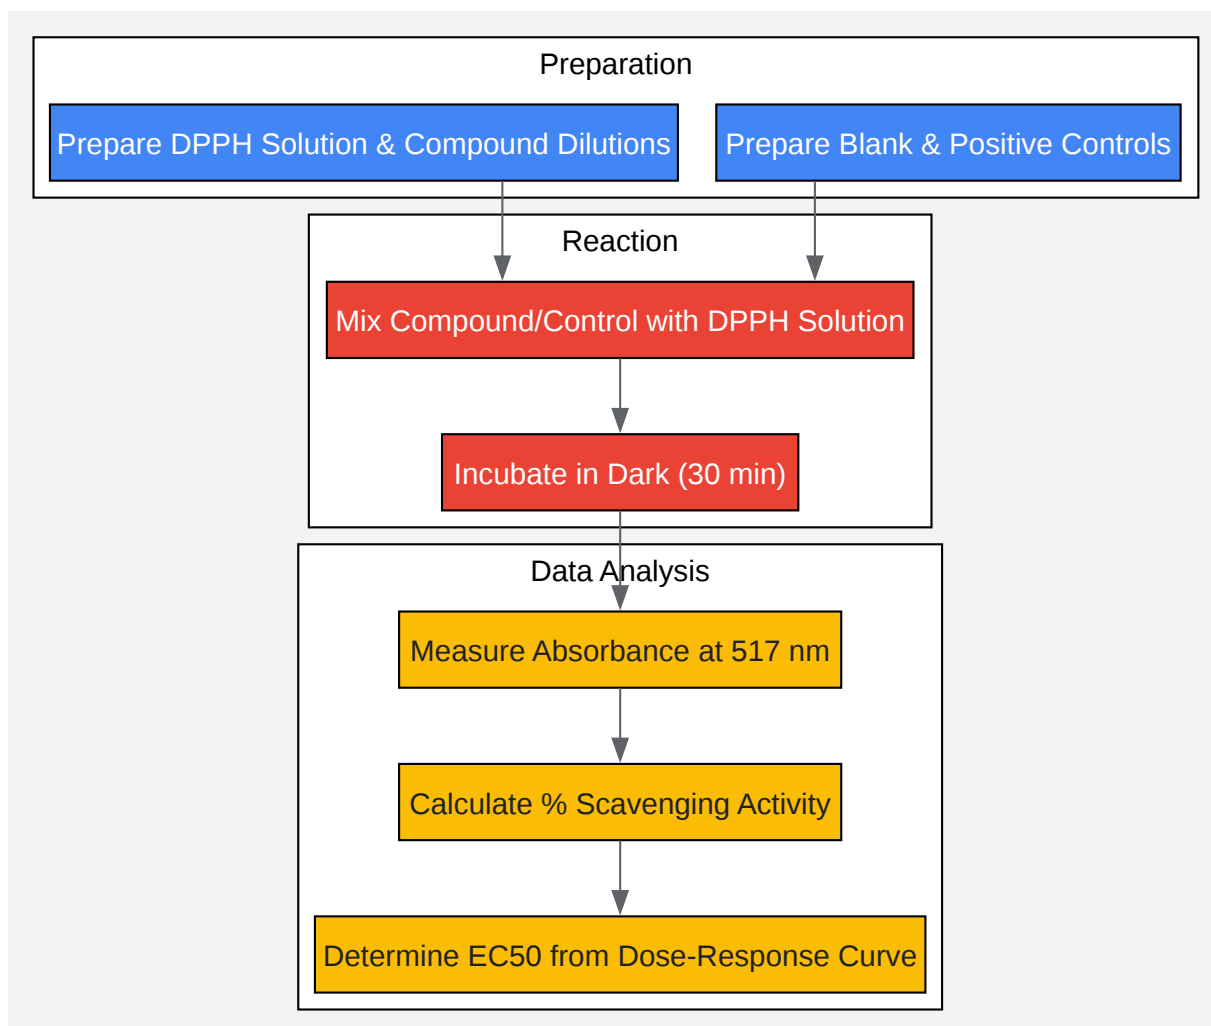 Preparation
Prepare DPPH Solution & Compound Dilutions
Prepare Blank & Positive Controls
Reaction
Mix Compound/Control with DPPH Solution
Incubate in Dark (30 min)
Data Analysis
Measure Absorbance at 517 nm
Calculate % Scavenging Activity
Determine EC50 from Dose-Response Curve